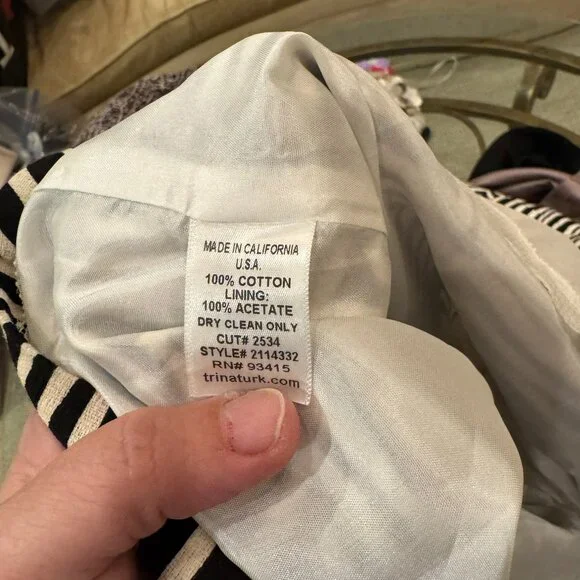 MADE IN CALIFORNIA
U.S.A.
100% COTTON
LINING:
100% ACETATE
DRY CLEAN ONLY
CUT# 2534
STYLE# 2114332
RN# 93415
trinaturk.com